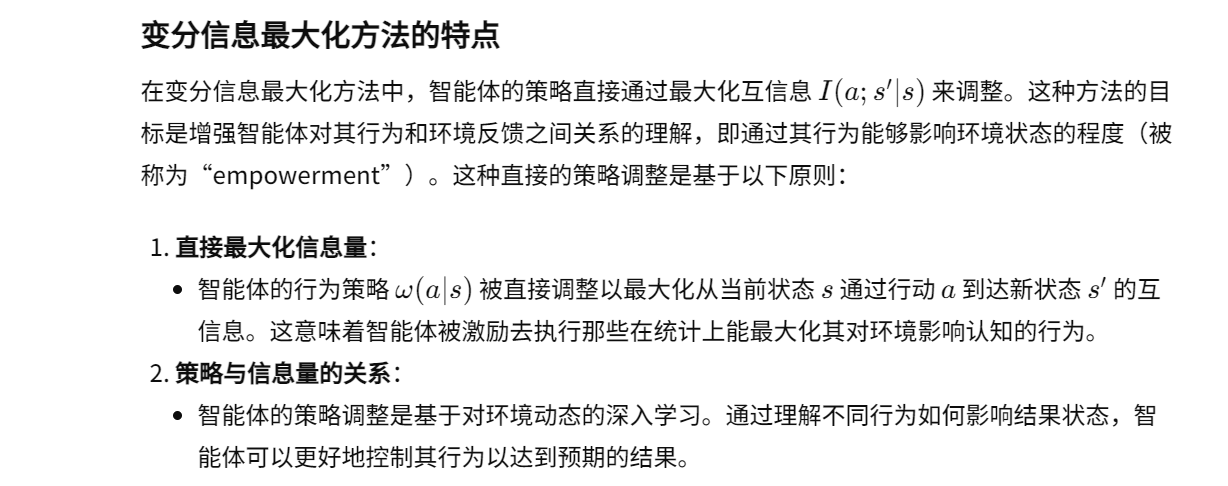 变分信息最大化方法的特点
在变分信息最大化方法中，智能体的策略直接通过最大化互信息 I(a; s′|s) 来调整。这种方法的目
标是增强智能体对其行为和环境反馈之间关系的理解，即通过其行为能够影响环境状态的程度（被
称为“empowerment”）。这种直接的策略调整是基于以下原则：
1. 直接最大化信息量：
• 智能体的行为策略 ω(a|s) 被直接调整以最大化从当前状态 s 通过行动 a 到达新状态 s′ 的互
信息。这意味着智能体被激励去执行那些在统计上能最大化其对环境影响认知的行为。
2. 策略与信息量的关系：
• 智能体的策略调整是基于对环境动态的深入学习。通过理解不同行为如何影响结果状态，智
能体可以更好地控制其行为以达到预期的结果。